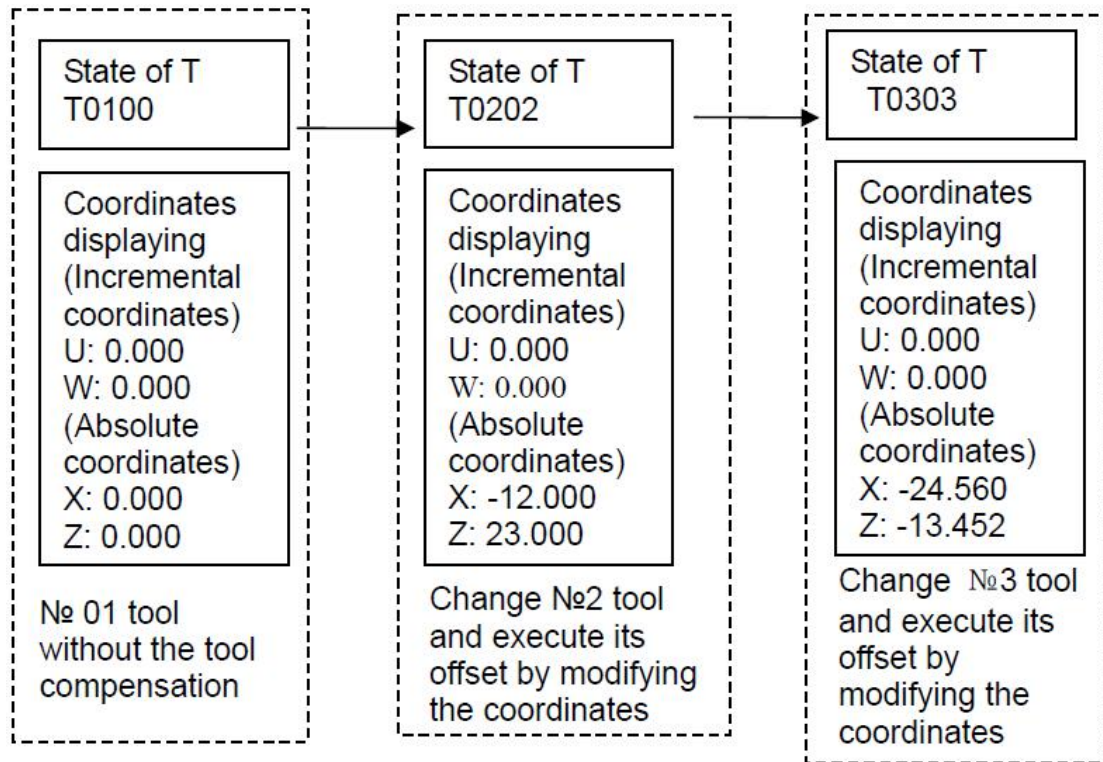 State of T
T0100
Coordinates
displaying
(Incremental
coordinates)
U: 0.000
W: 0.000
(Absolute
coordinates)
X: 0.000
Z: 0.000
№ 01 tool
without the tool
compensation
State of T
T0202
Coordinates
displaying
(Incremental
coordinates)
U: 0.000
W: 0.000
(Absolute
coordinates)
X: -12.000
Z: 23.000
Change №2 tool
and execute its
offset by modifying
the coordinates
State of T
T0303
Coordinates
displaying
(Incremental
coordinates)
U: 0.000
W: 0.000
(Absolute
coordinates)
X: -24.560
Z: -13.452
Change №3 tool
and execute its
offset by
modifying the
coordinates